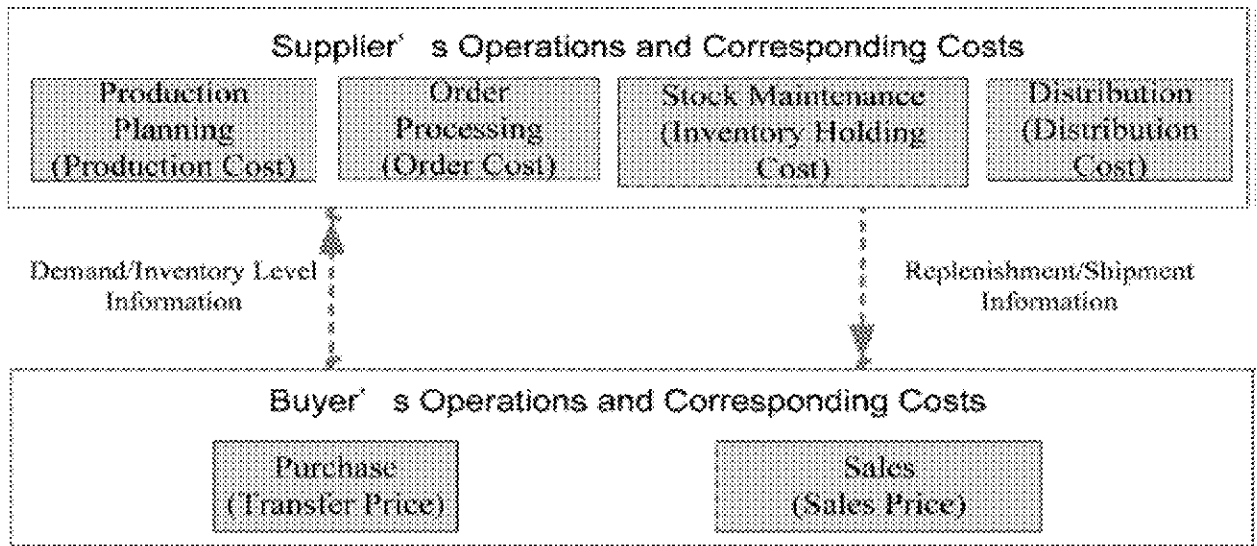 Supplier‘ s Operations and Corresponding Costs
Production
Planning
(Production Cost)
Order
Processing
(Order Cost)
Stock Maintenance
(Inventory Holding
Cost)
Distribution
(Distribution
Cost)
Demand/Inventory Level
Information
Replenishment/Shipment
Information
Buyer‘ s Operations and Corresponding Costs
Purchase
(Transfer Price)
Sales
(Sales Price)